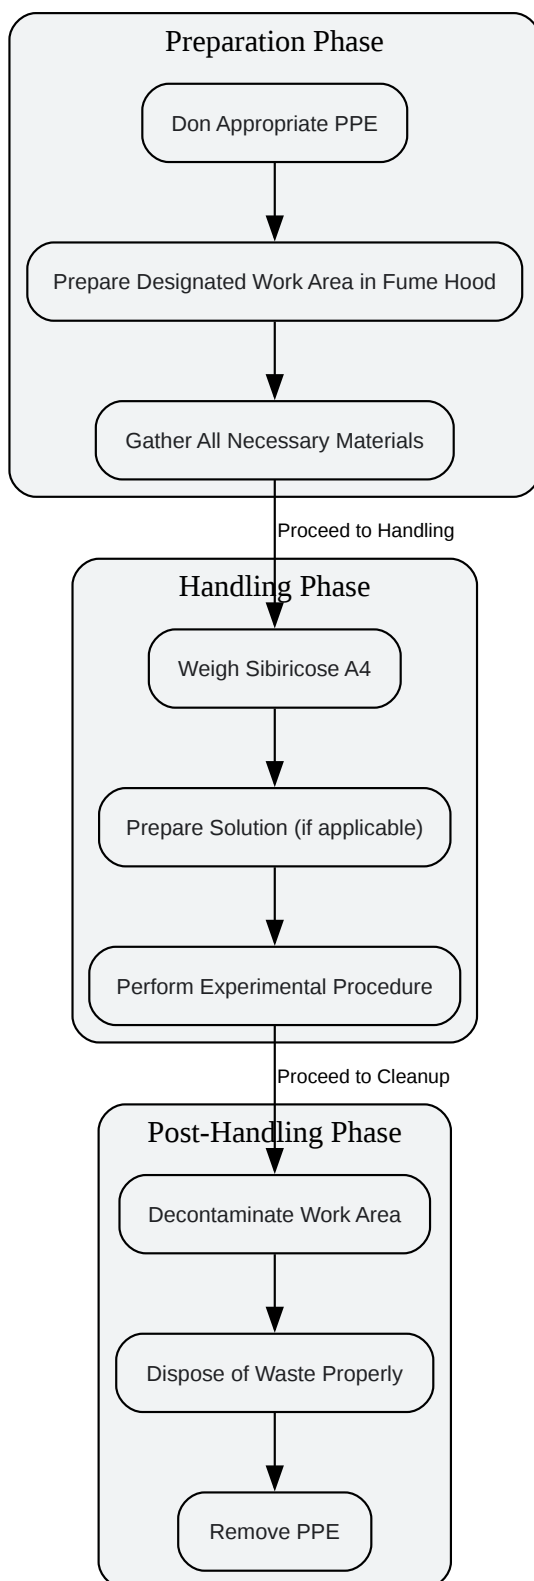 Preparation Phase
Don Appropriate PPE
Prepare Designated Work Area in Fume Hood
Gather All Necessary Materials
Proceed to Handling
Handling Phase
Weigh Sibiricose A4
Prepare Solution (if applicable)
Perform Experimental Procedure
Proceed to Cleanup
Post-Handling Phase
Decontaminate Work Area
Dispose of Waste Properly
Remove PPE